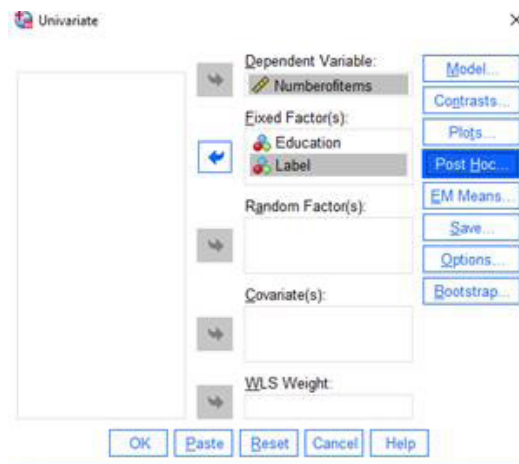 Univariate
Dependent Variable:
Numberofitems
Fixed Factor(s):
Education
Label
Random Factor(s):
Covariate(s):
WLS Weight:
Model...
Contrasts...
Plots...
Post Hoc...
EM Means...
Save...
Options...
Bootstrap...
OK Paste Reset Cancel Help